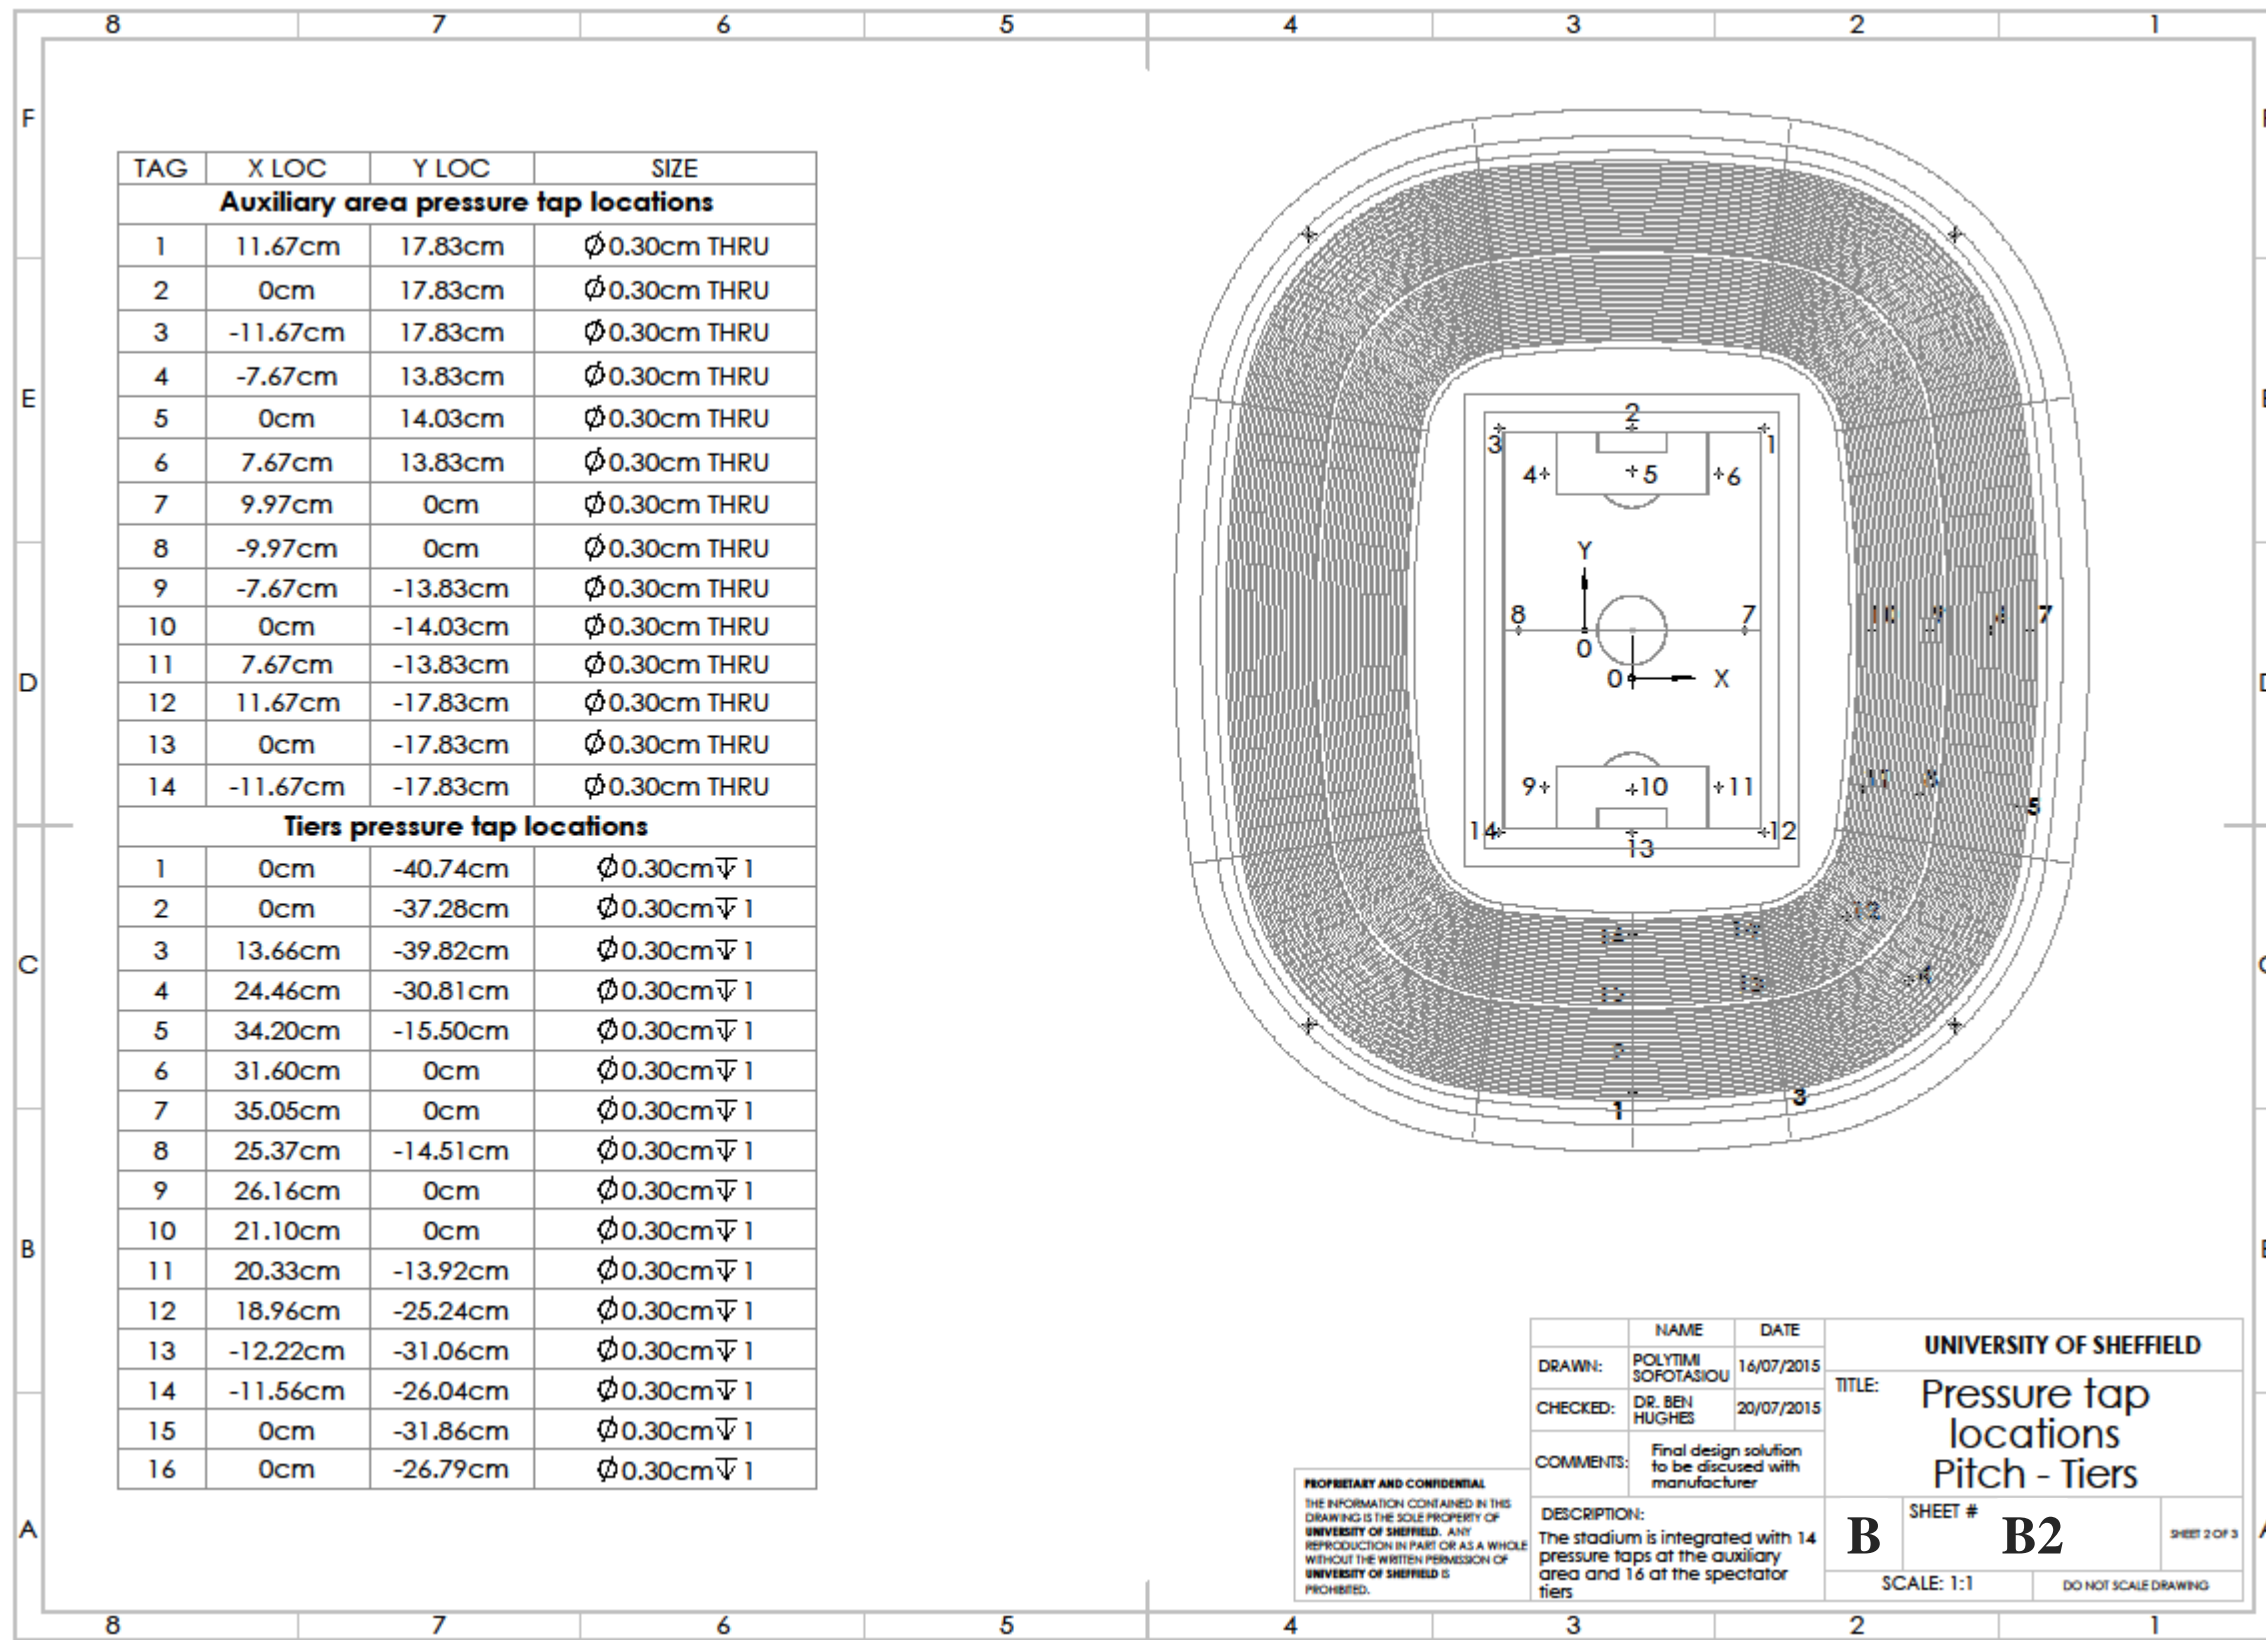 8 7 6 5 4 3 2 1
F
E
D
C
B
A
TAG X LOC Y LOC SIZE
Auxiliary area pressure tap locations
1 11.67cm 17.83cm Ø0.30cm THRU
2 0cm 17.83cm Ø0.30cm THRU
3 -11.67cm 17.83cm Ø0.30cm THRU
4 -7.67cm 13.83cm Ø0.30cm THRU
5 0cm 14.03cm Ø0.30cm THRU
6 7.67cm 13.83cm Ø0.30cm THRU
7 9.97cm 0cm Ø0.30cm THRU
8 -9.97cm 0cm Ø0.30cm THRU
9 -7.67cm -13.83cm Ø0.30cm THRU
10 0cm -14.03cm Ø0.30cm THRU
11 7.67cm -13.83cm Ø0.30cm THRU
12 11.67cm -17.83cm Ø0.30cm THRU
13 0cm -17.83cm Ø0.30cm THRU
14 -11.67cm -17.83cm Ø0.30cm THRU
Tiers pressure tap locations
1 0cm -40.74cm Ø0.30cm↧1
2 0cm -37.28cm Ø0.30cm↧1
3 13.66cm -39.82cm Ø0.30cm↧1
4 24.46cm -30.81cm Ø0.30cm↧1
5 34.20cm -15.50cm Ø0.30cm↧1
6 31.60cm 0cm Ø0.30cm↧1
7 35.05cm 0cm Ø0.30cm↧1
8 25.37cm -14.51cm Ø0.30cm↧1
9 26.16cm 0cm Ø0.30cm↧1
10 21.10cm 0cm Ø0.30cm↧1
11 20.33cm -13.92cm Ø0.30cm↧1
12 18.96cm -25.24cm Ø0.30cm↧1
13 -12.22cm -31.06cm Ø0.30cm↧1
14 -11.56cm -26.04cm Ø0.30cm↧1
15 0cm -31.86cm Ø0.30cm↧1
16 0cm -26.79cm Ø0.30cm↧1
2
3 1
4 5 6
Y
8 7 10 7
0
0 X
5
9 10 11
14 12
13
12
1 3
NAME DATE
DRAWN: POLYTIMI SOFOTASIOU 16/07/2015
CHECKED: DR. BEN HUGHES 20/07/2015
COMMENTS: Final design solution
to be discused with
manufacturer
DESCRIPTION:
The stadium is integrated with 14
pressure taps at the auxiliary
area and 16 at the spectator
tiers
UNIVERSITY OF SHEFFIELD
TITLE: Pressure tap
locations
Pitch - Tiers
B
SHEET #
B2
SHEET 2 OF 3
SCALE: 1:1
DO NOT SCALE DRAWING
PROPRIETARY AND CONFIDENTIAL
THE INFORMATION CONTAINED IN THIS
DRAWING IS THE SOLE PROPERTY OF
UNIVERSITY OF SHEFFIELD. ANY
REPRODUCTION IN PART OR AS A WHOLE
WITHOUT THE WRITTEN PERMISSION OF
UNIVERSITY OF SHEFFIELD IS
PROHIBITED.
8 7 6 5 4 3 2 1